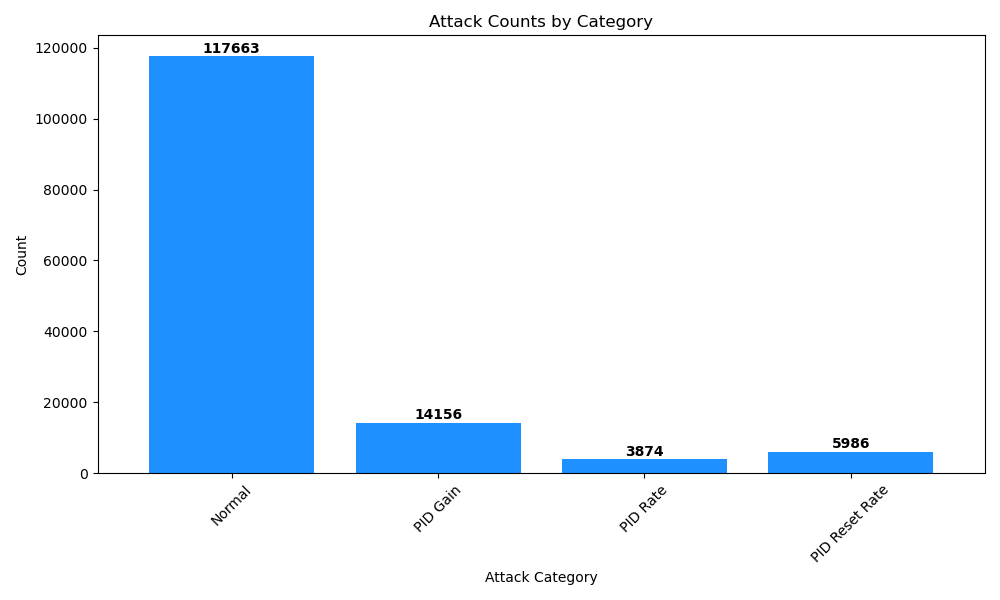 Attack Counts by Category
Count
120000
100000
80000
60000
40000
20000
0
117663
14156
3874
5986
Normal
PID Gain
PID Rate
PID Reset Rate
Attack Category